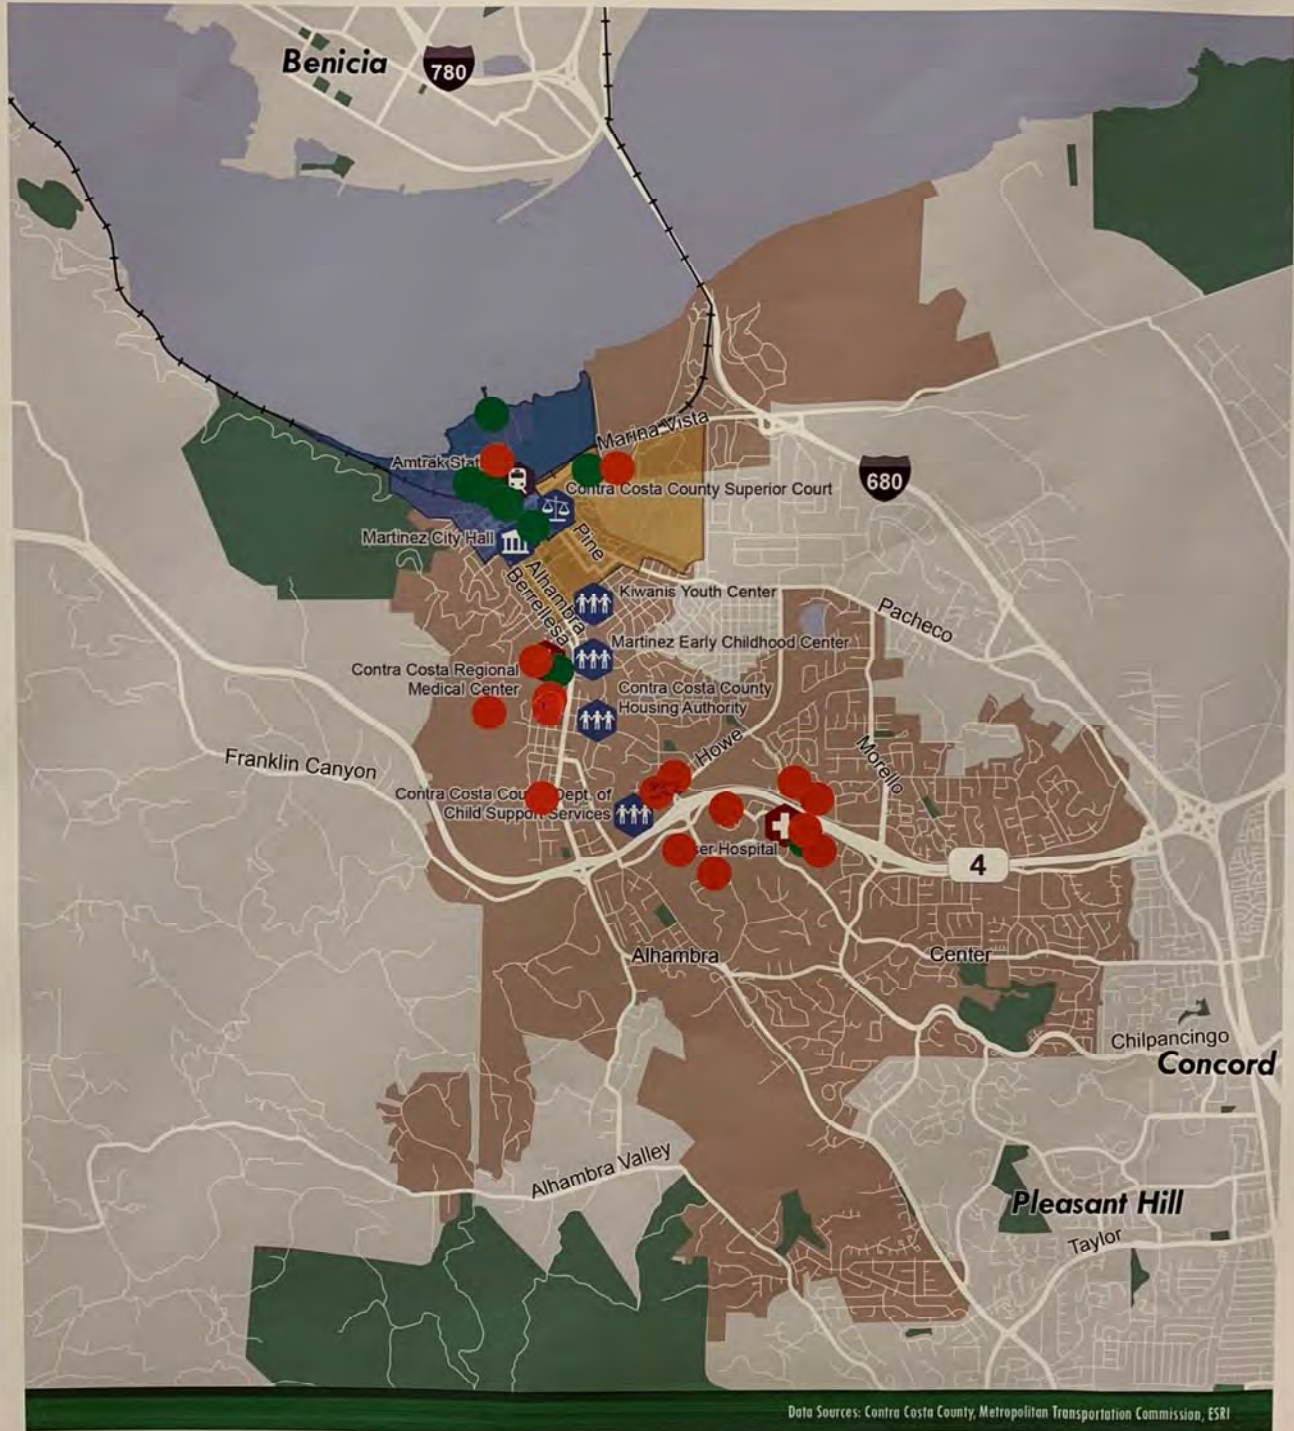 Benicia
780
Marina Vista
Amtrak Stat
680
Contra Costa County Superior Court
Martinez City Hall
Pine
Alhambra
Berrellesa
Kiwanis Youth Center
Pacheco
Martinez Early Childhood Center
Contra Costa Regional
Medical Center
Contra Costa County
Housing Authority
Howe
Morello
Franklin Canyon
Contra Costa Cou Dept. of
Child Support Services
er Hospital
4
Alhambra
Center
Chilpancingo
Concord
Alhambra Valley
Pleasant Hill
Taylor
Data Sources: Contra Costa County, Metropolitan Transportation Commission, ESRI